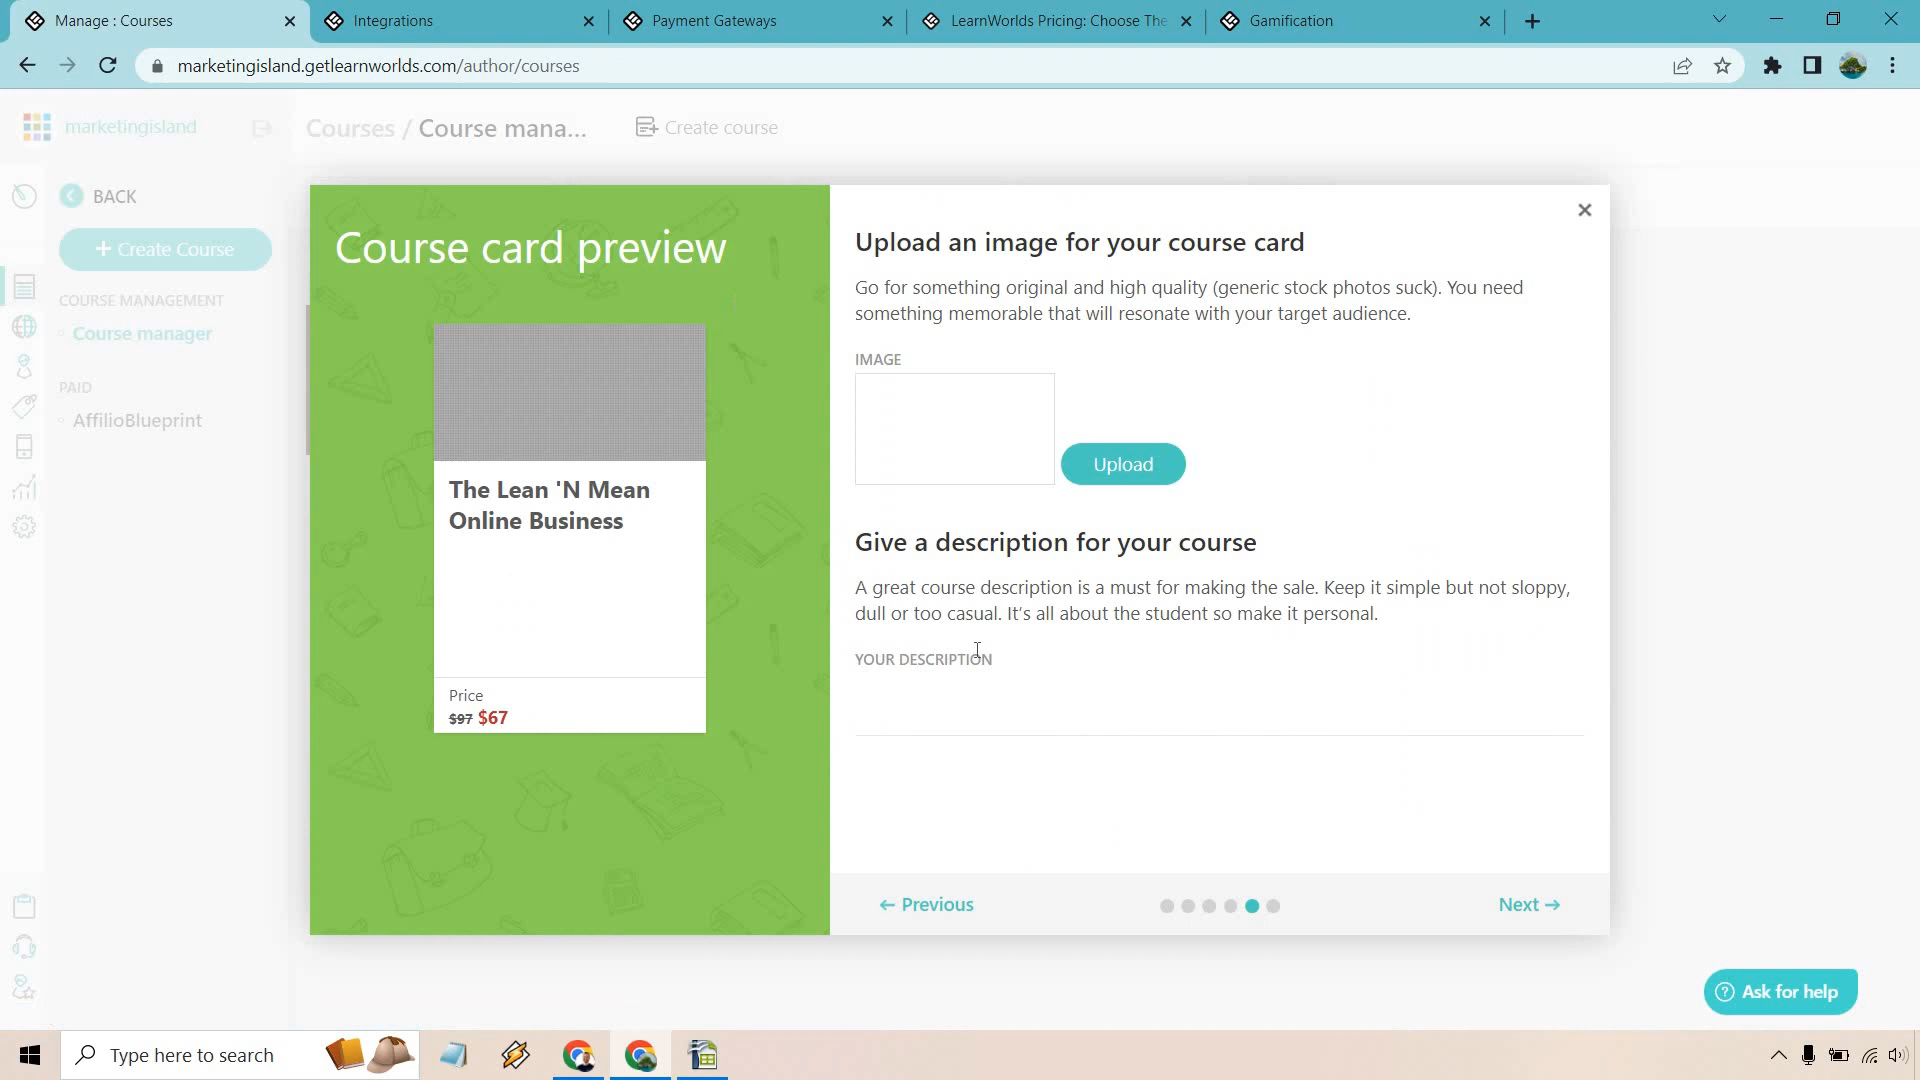 Manage : Courses
Integrations
Payment Gateways
LearnWorlds Pricing: Choose The
Gamification
marketingisland.getlearnworlds.com/author/courses
marketingisland
Courses / Course mana...
Create course
BACK
+ Create Course
COURSE MANAGEMENT
Course manager
PAID
AffilioBlueprint
Course card preview
The Lean 'N Mean
Online Business
Price
$97 $67
Upload an image for your course card
Go for something original and high quality (generic stock photos suck). You need
something memorable that will resonate with your target audience.
IMAGE
Upload
Give a description for your course
A great course description is a must for making the sale. Keep it simple but not sloppy,
dull or too casual. It's all about the student so make it personal.
YOUR DESCRIPTION
← Previous
Next →
Ask for help
Type here to search